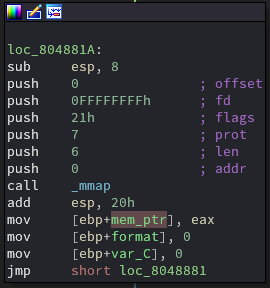 loc_804881A:
sub esp, 8
push 0 ; offset
push 0FFFFFFFFh ; fd
push 21h ; flags
push 7 ; prot
push 6 ; len
push 0 ; addr
call _mmap
add esp, 20h
mov [ebp+mem_ptr], eax
mov [ebp+format], 0
mov [ebp+var_C], 0
jmp short loc_8048881